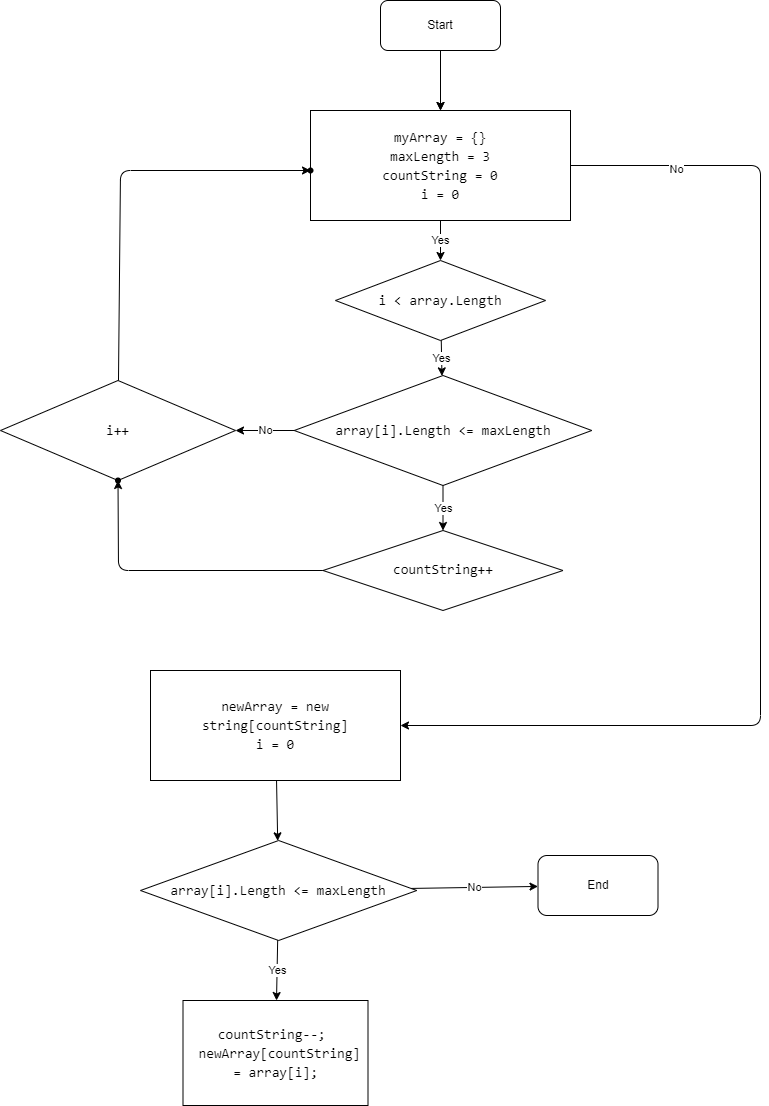 Start
myArray = {}
maxLength = 3
countString = 0
i = 0
No
Yes
i < array.Length
Yes
array[i].Length <= maxLength
No
i++
Yes
countString++
newArray = new
string[countString]
i = 0
array[i].Length <= maxLength
No
End
Yes
countString--;
newArray[countString]
= array[i];